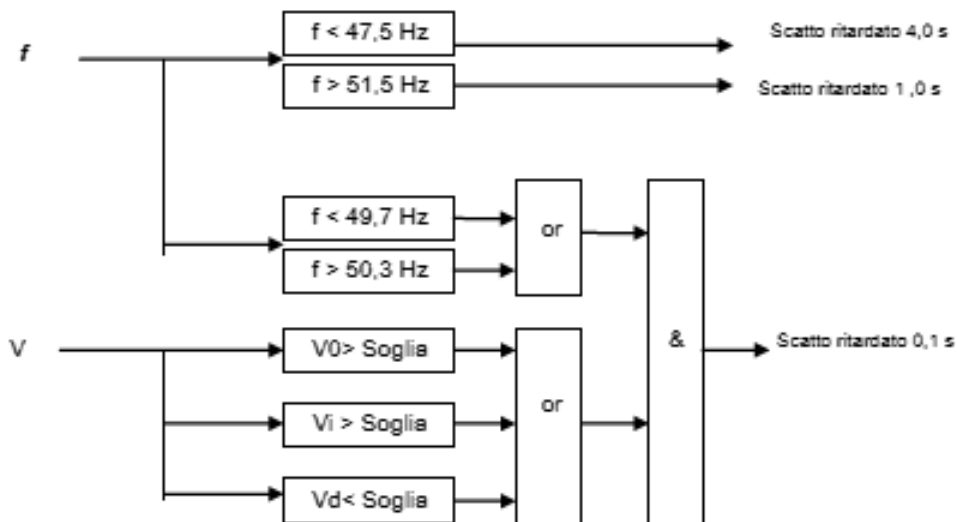 f < 47,5 Hz
Scatto ritardato 4,0 s
f
f > 51,5 Hz
Scatto ritardato 1 ,0 s
f < 49,7 Hz
or
f > 50,3 Hz
V
V0> Soglia
&
Scatto ritardato 0,1 s
Vi > Soglia
or
Vd< Soglia